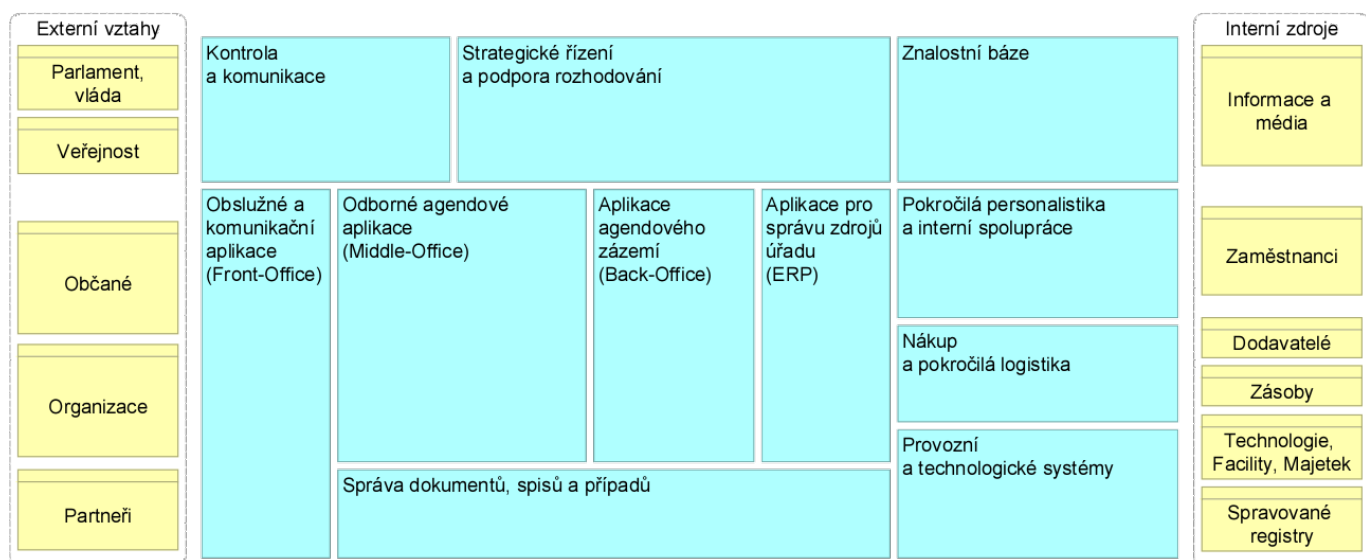 Externí vztahy
Parlament,
vláda
Veřejnost
Občané
Organizace
Partneři
Kontrola
a komunikace
Strategické řízení
a podpora rozhodování
Znalostní báze
Obslužné a
komunikační
aplikace
(Front-Office)
Odborné agendové
aplikace
(Middle-Office)
Aplikace
agendového
zázemí
(Back-Office)
Aplikace pro
správu zdrojů
úřadu
(ERP)
Pokročilá personalistika
a interní spolupráce
Nákup
a pokročilá logistika
Provozní
a technologické systémy
Správa dokumentů, spisů a případů
Interní zdroje
Informace a
média
Zaměstnanci
Dodavatelé
Zásoby
Technologie,
Facility, Majetek
Spravované
registry